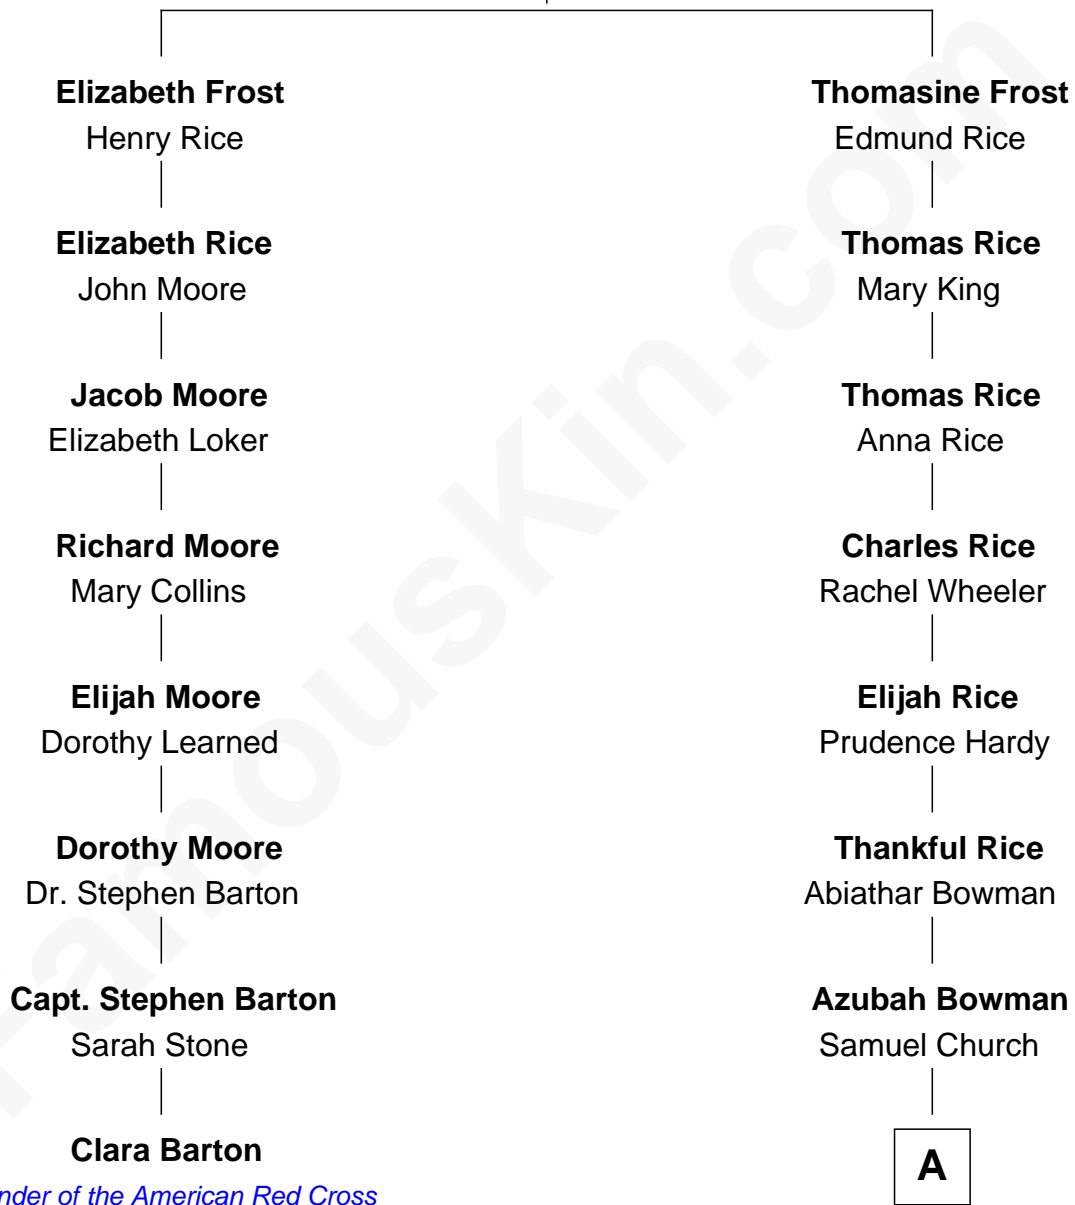 Elizabeth Frost
Henry Rice
Thomasine Frost
Edmund Rice
Elizabeth Rice
John Moore
Thomas Rice
Mary King
Jacob Moore
Elizabeth Loker
Thomas Rice
Anna Rice
Richard Moore
Mary Collins
Charles Rice
Rachel Wheeler
Elijah Moore
Dorothy Learned
Elijah Rice
Prudence Hardy
Dorothy Moore
Dr. Stephen Barton
Thankful Rice
Abiathar Bowman
Capt. Stephen Barton
Sarah Stone
Azubah Bowman
Samuel Church
Clara Barton
nder of the American Red Cross
A
FamousKin.com